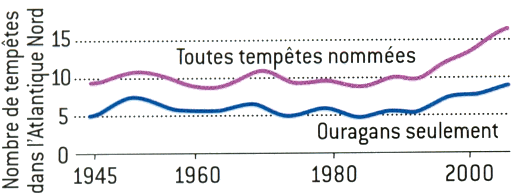 Nombre de tempêtes
dans l'Atlantique Nord
15
10
5
0
Toutes tempêtes nommées
Ouragans seulement
1945
1960
1980
2000